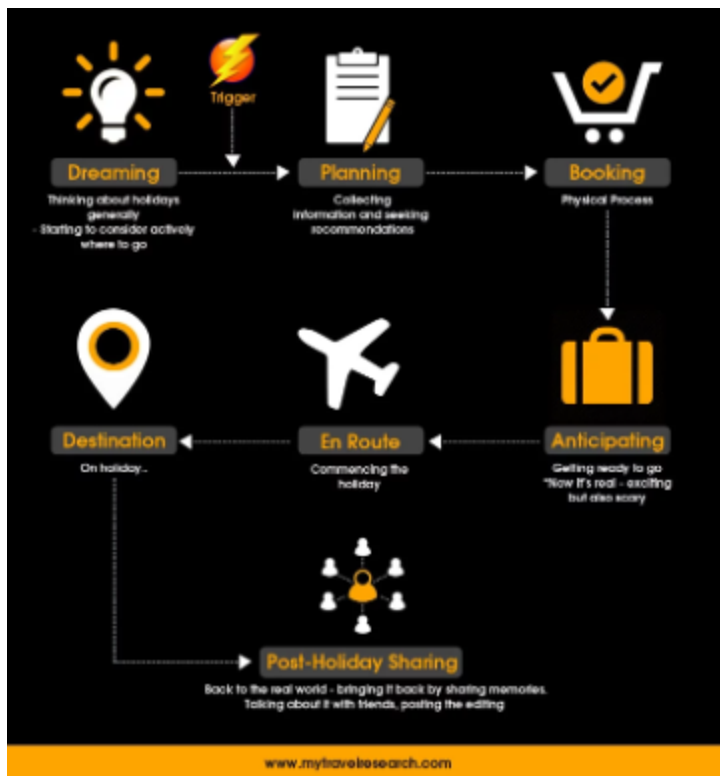 Trigger
Dreaming
Planning
Booking
Thinking about holidays
generally
- Starting to consider actively
where to go
Collecting
information and seeking
recommendations
Physical Process
Destination
En Route
Anticipating
On holiday...
Commencing the
holiday
Getting ready to go
"Now it's real - exciting
but also scary
Post-Holiday Sharing
Back to the real world - bringing it back by sharing memories.
Talking about it with friends, posting the editing
www.mytravelresearch.com